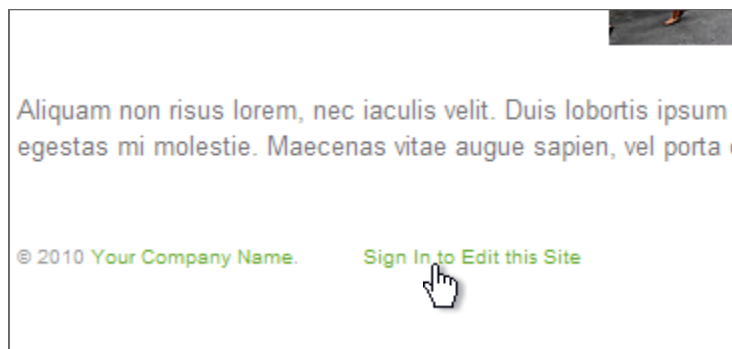 Aliquam non risus lorem, nec iaculis velit. Duis lobortis ipsum
egestas mi molestie. Maecenas vitae augue sapien, vel porta
© 2010 Your Company Name. Sign In to Edit this Site